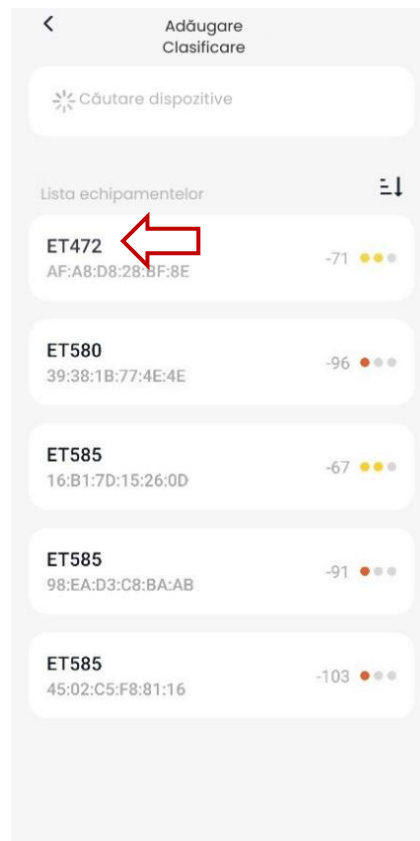 Adăugare
Clasificare
Căutare dispozitive
Lista echipamentelor
ET472
AF:A8:D8:28:BF:8E
-71
ET580
39:38:1B:77:4E:4E
-96
ET585
16:B1:7D:15:26:0D
-67
ET585
98:EA:D3:C8:BA:AB
-91
ET585
45:02:C5:F8:81:16
-103